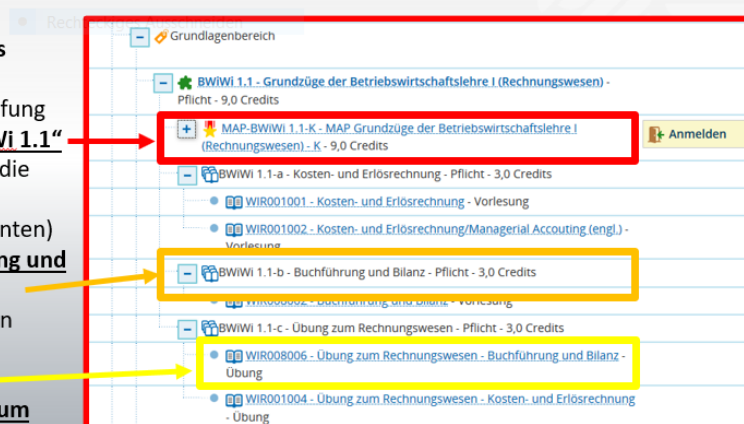 Rechteckiges Ausschneiden
s
fung
Wi 1.1“
die
nten)
ng und
n
um
Grundlagenbereich
BWiWi 1.1 - Grundzüge der Betriebswirtschaftslehre I (Rechnungswesen) -
Pflicht - 9,0 Credits
MAP-BWiWi 1.1-K - MAP Grundzüge der Betriebswirtschaftslehre I
(Rechnungswesen) - K - 9,0 Credits
Anmelden
BWiWi 1.1-a - Kosten- und Erlösrechnung - Pflicht - 3,0 Credits
WIR001001 - Kosten- und Erlösrechnung - Vorlesung
WIR001002 - Kosten- und Erlösrechnung/Managerial Accouting (engl.) -
Vorlesung
BWiWi 1.1-b - Buchführung und Bilanz - Pflicht - 3,0 Credits
WIR008002 - Buchführung und Bilanz - Vorlesung
BWiWi 1.1-c - Übung zum Rechnungswesen - Pflicht - 3,0 Credits
WIR008006 - Übung zum Rechnungswesen - Buchführung und Bilanz -
Übung
WIR001004 - Übung zum Rechnungswesen - Kosten- und Erlösrechnung
- Übung